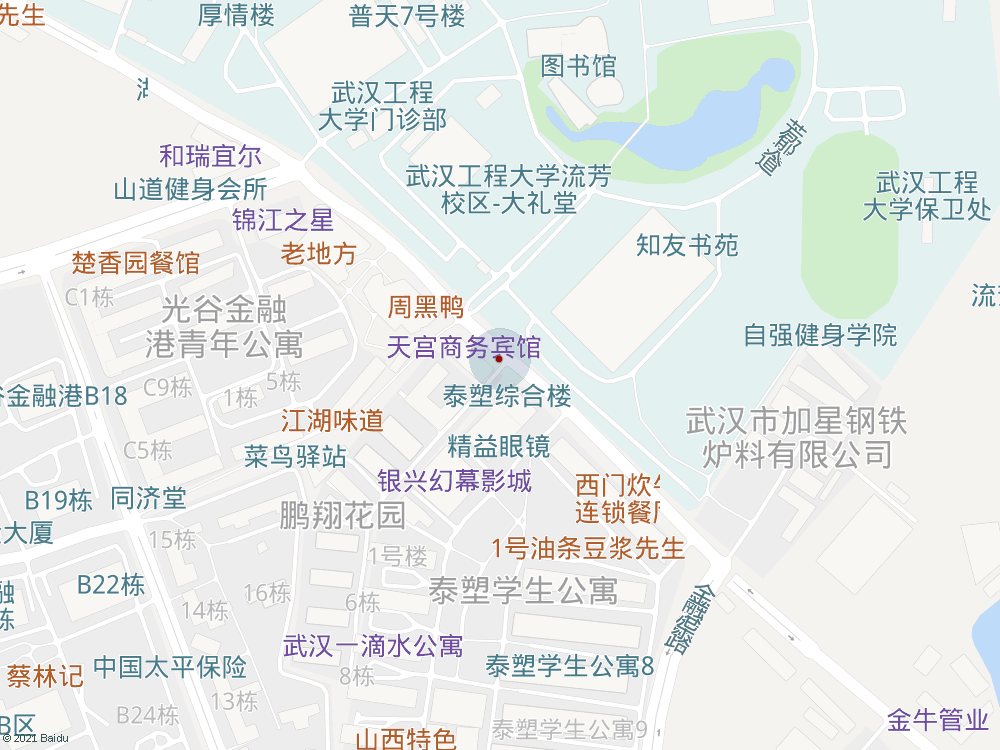 先生
厚情楼
普天7号楼
图书馆
武汉工程
大学门诊部
芳都道
和瑞宜尔
山道健身会所
武汉工程大学流芳
校区-大礼堂
武汉工程
大学保卫处
锦江之星
老地方
知友书苑
楚香园餐馆
C1栋
光谷金融
港青年公寓
周黑鸭
自强健身学院
天宫商务宾馆
5栋
C9栋
1栋
谷金融港B18
泰塑综合楼
江湖味道
武汉市加星钢铁
炉料有限公司
C5栋
菜鸟驿站
精益眼镜
银兴幻幕影城
西门炊
连锁餐厅
B19栋
同济堂
鹏翔花园
大厦
15栋
1号楼
1号油条豆浆先生
B22栋
16栋
泰塑学生公寓
金融港路
融
栋
14栋
6栋
武汉一滴水公寓
中国太平保险
蔡林记
8栋
泰塑学生公寓8
13栋
B24栋
B区
金牛管业
泰塑学生公寓9
山西特色
© 2021 Baidu